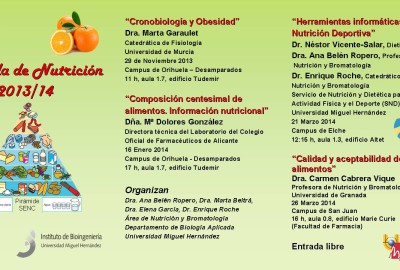 da de Nutrición
2013/14
Pirámide
SENC
Instituto de Bioingeniería
Universidad Miguel Hernández
“Cronobiología y Obesidad”
Dra. Marta Garaulet
Catedrática de Fisiología
Universidad de Murcia
29 de Noviembre 2013
Campus de Orihuela – Desamparados
11 h, aula 1.7, edificio Tudemir
“Composición centesimal de
alimentos. Información nutricional”
Dña. Mª Dolores González
Directora técnica del Laboratorio del Colegio
Oficial de Farmacéuticos de Alicante
16 Enero 2014
Campus de Orihuela - Desamparados
17 h, aula 1.7, edificio Tudemir
Organizan
Dra. Ana Belén Ropero, Dra. Marta Beltrá,
Dra. Elena García, Dr. Enrique Roche
Área de Nutrición y Bromatología
Departamento de Biología Aplicada
Universidad Miguel Hernández
“Herramientas informáticas
Nutrición Deportiva”
Dr. Nèstor Vicente-Salar, Diet
Dra. Ana Belén Ropero, Profes
Nutrición y Bromatología
Dr. Enrique Roche, Catedrático
Nutrición y Bromatología
Servicio de Nutrición y Dietética pa
Actividad Física y el Deporte (SND)
Universidad Miguel Hernández
21 Marzo 2014
Campus de Elche
12:15 h, aula 1.3, edificio Altet
“Calidad y aceptabilidad de
alimentos”
Dra. Carmen Cabrera Vique
Profesora de Nutrición y Bromatolo
Universidad de Granada
26 Marzo 2014
Campus de San Juan
16 h, aula 0.8, edificio Marie Curie
(Facultad de Farmacia)
Entrada libre